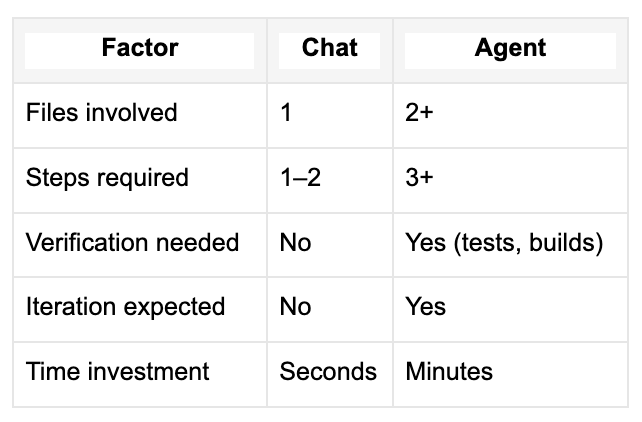 Factor Chat Agent
Files involved 1 2+
Steps required 1–2 3+
Verification needed No Yes (tests, builds)
Iteration expected No Yes
Time investment Seconds Minutes